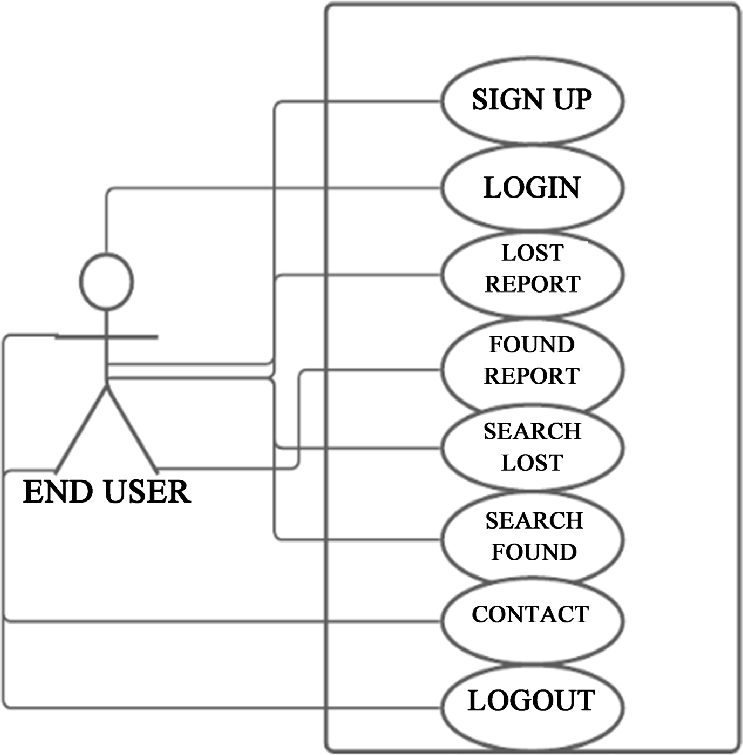 SIGN UP
LOGIN
LOST
REPORT
FOUND
REPORT
SEARCH
LOST
END USER
SEARCH
FOUND
CONTACT
LOGOUT